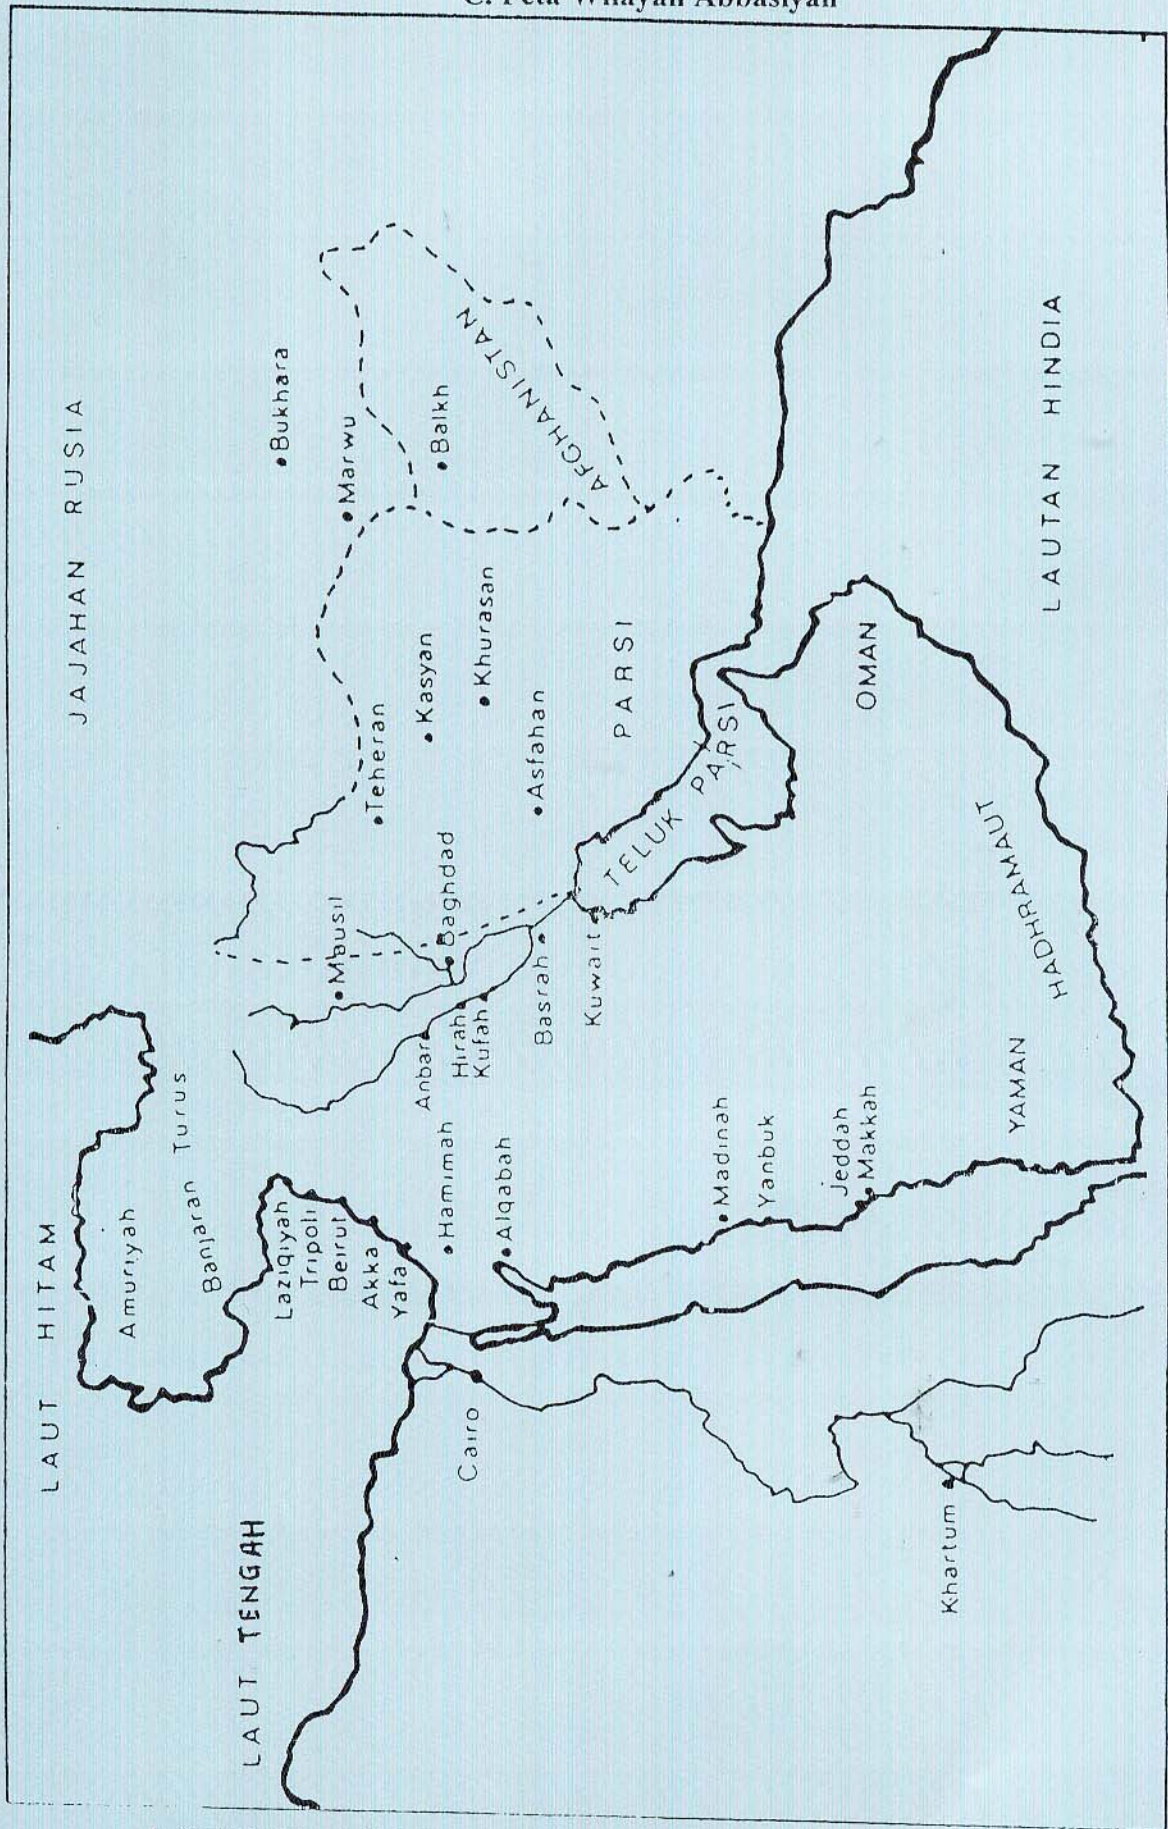 C. Peta Wilayah Abbasiyah
LAUT HITAM
JAJAHAN RUSIA
Amuriyah
Banjaran Turus
LAUT TENGAH
Laziqiyah
Tripoli
Beirut
Akka
Yafa
Mausil
Bukhara
Marwu
Teheran
Kasyan
Balkh
AFGHANISTAN
Anbar
Baghdad
Hirah
Kufah
Khurasan
Hamimah
Alqabah
Asfahan
Cairo
Basrah
Kuwait
PARSI
TELUK PARSI
Madinah
Yanbuk
Jeddah
Makkah
OMAN
Khartum
YAMAN
HADHRAMAUT
LAUTAN HINDIA